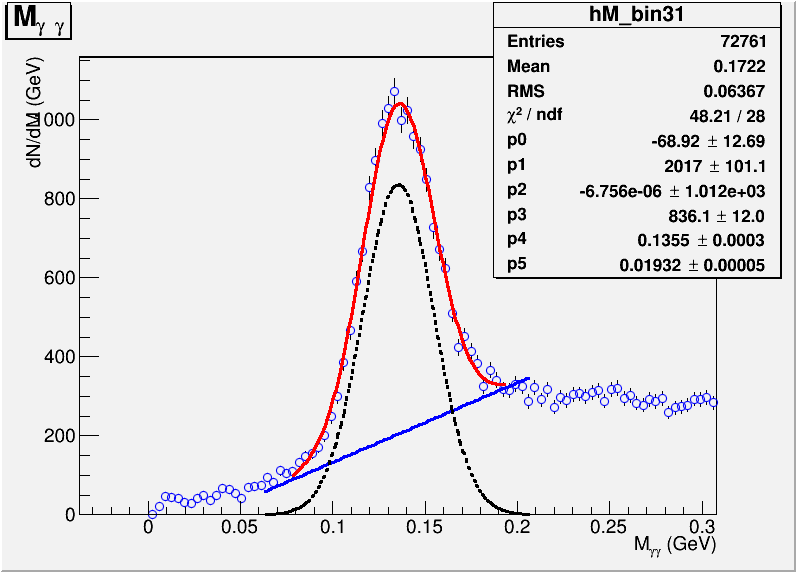 M γ γ
hM_bin31
Entries 72761
Mean 0.1722
RMS 0.06367
χ² / ndf 48.21 / 28
p0 -68.92 ± 12.69
p1 2017 ± 101.1
p2 -6.756e-06 ± 1.012e+03
p3 836.1 ± 12.0
p4 0.1355 ± 0.0003
p5 0.01932 ± 0.00005
dN/dM (GeV)
1000
800
600
400
200
0
0 0.05 0.1 0.15 0.2 0.25 0.3
Mγγ (GeV)